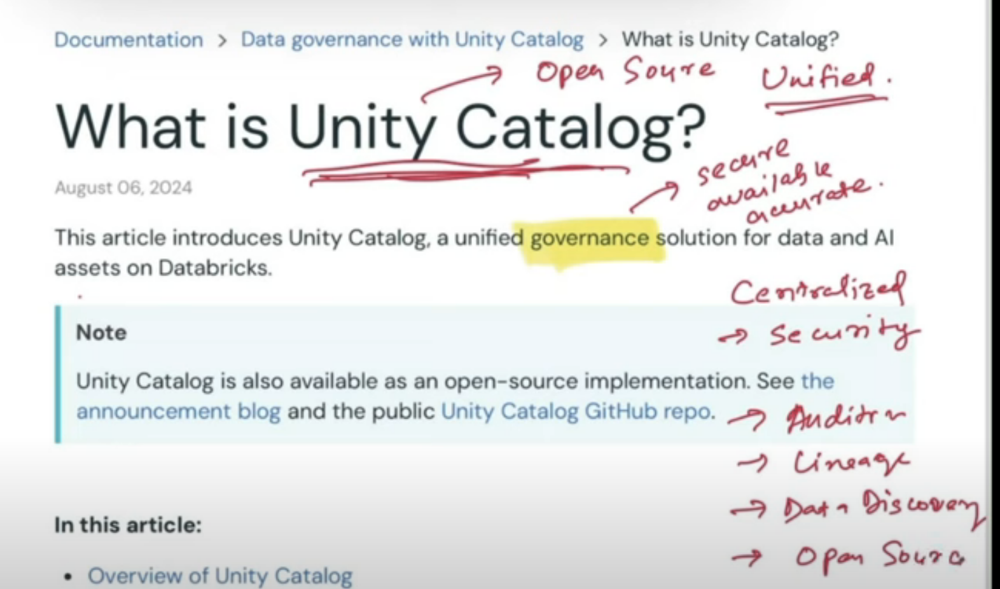 Documentation > Data governance with Unity Catalog > What is Unity Catalog?
Open Source Unified.
What is Unity Catalog?
secure
available
accurate.
August 06, 2024
This article introduces Unity Catalog, a unified governance solution for data and AI
assets on Databricks.
Centralized
→ Security
Note
Unity Catalog is also available as an open-source implementation. See the
announcement blog and the public Unity Catalog GitHub repo.
→ Lineage
→ Data Discovery
In this article:
→ Open Source
• Overview of Unity Catalog